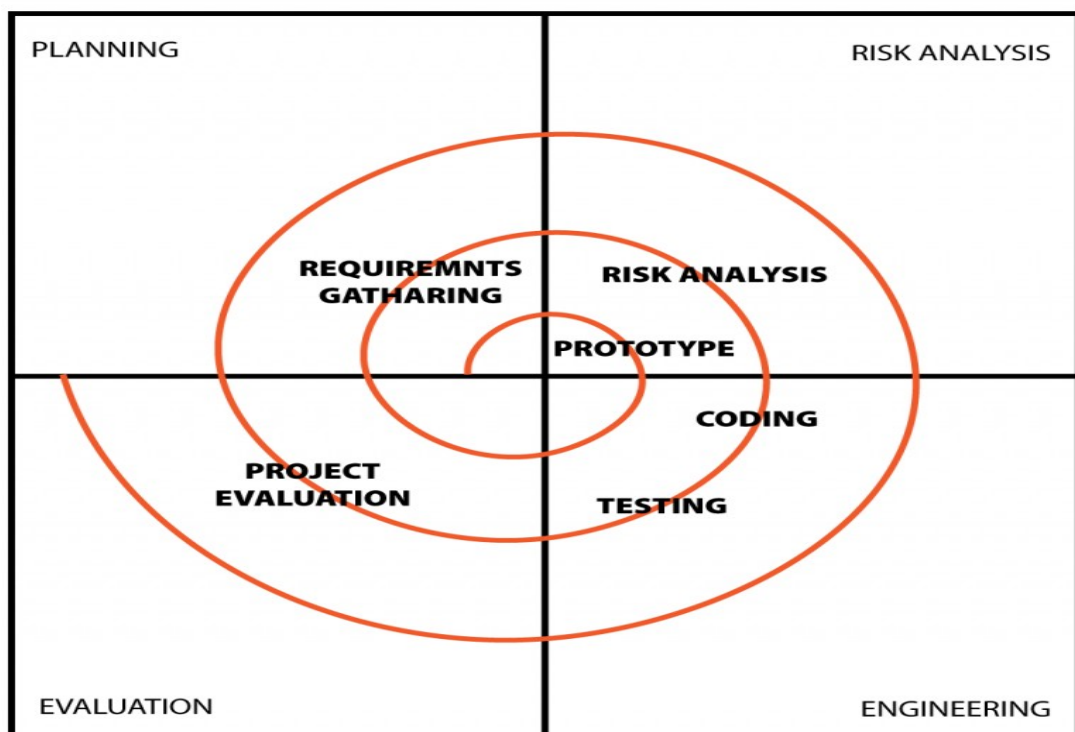 PLANNING
RISK ANALYSIS
REQUIREMNTS
GATHARING
RISK ANALYSIS
PROTOTYPE
CODING
PROJECT
EVALUATION
TESTING
EVALUATION
ENGINEERING